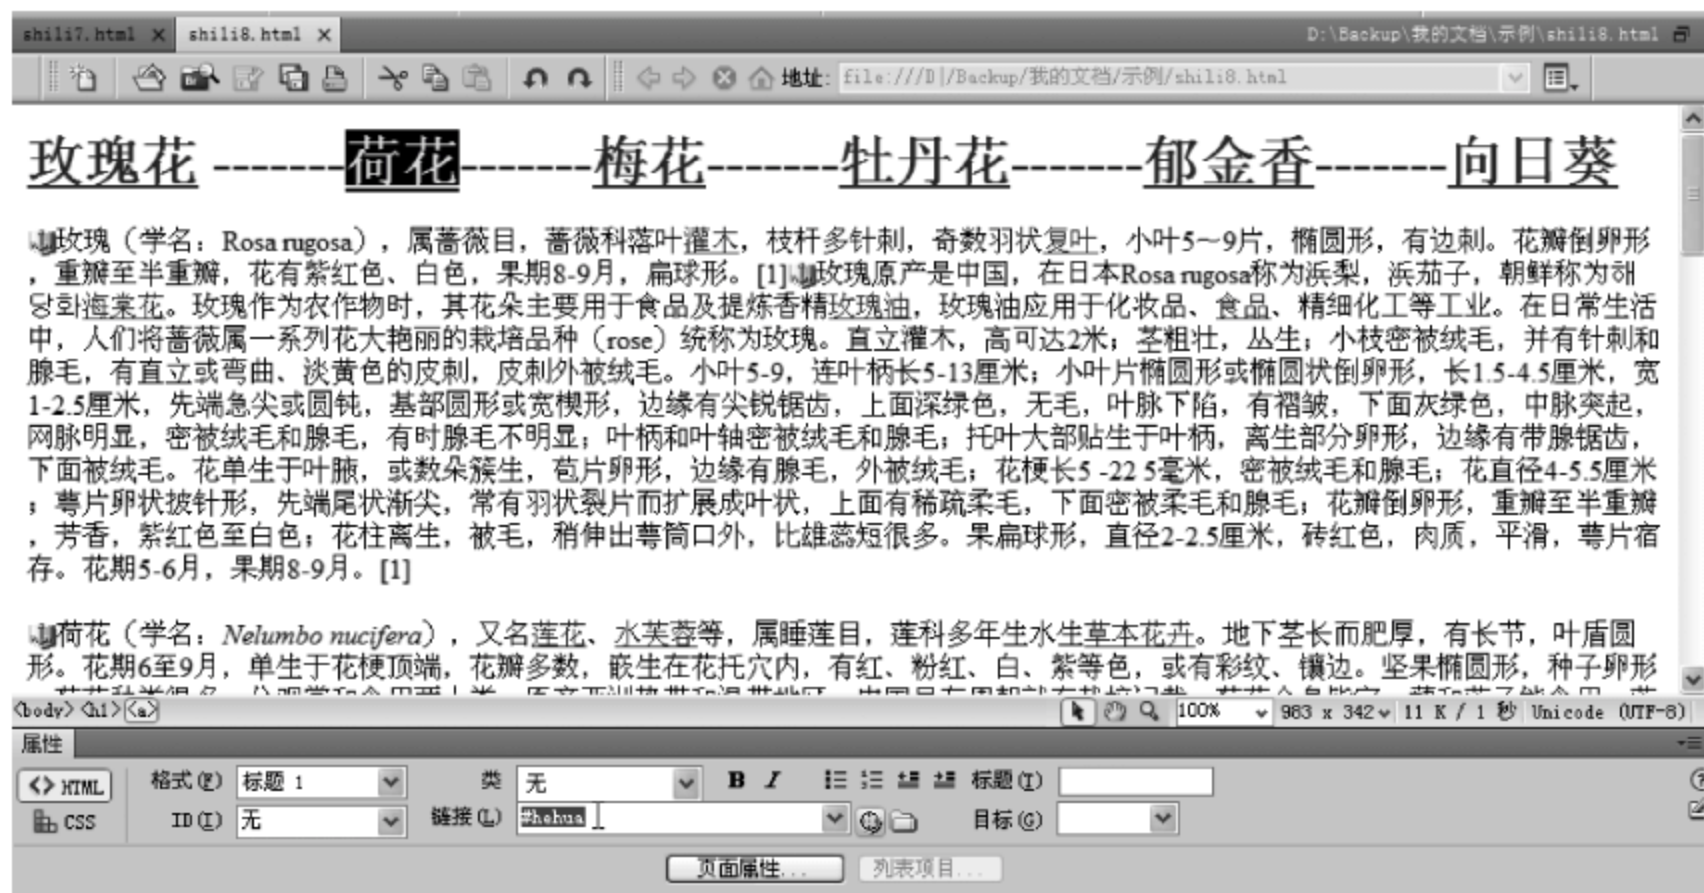 shili7.html × shili8.html × D:\Backup\我的文档\示例\shili8.html
地址: file:///D|/Backup/我的文档/示例/shili8.html
玫瑰花 -------荷花-------梅花-------牡丹花-------郁金香-------向日葵
玫瑰（学名：Rosa rugosa），属蔷薇目，蔷薇科落叶灌木，枝杆多针刺，奇数羽状复叶，小叶5～9片，椭圆形，有边刺。花瓣倒卵形
，重瓣至半重瓣，花有紫红色、白色，果期8-9月，扁球形。[1]玫瑰原产是中国，在日本Rosa rugosa称为浜梨，浜茄子，朝鲜称为해
당화海棠花。玫瑰作为农作物时，其花朵主要用于食品及提炼香精玫瑰油，玫瑰油应用于化妆品、食品、精细化工等工业。在日常生活
中，人们将蔷薇属一系列花大艳丽的栽培品种（rose）统称为玫瑰。直立灌木，高可达2米；茎粗壮，丛生；小枝密被绒毛，并有针刺和
腺毛，有直立或弯曲、淡黄色的皮刺，皮刺外被绒毛。小叶5-9，连叶柄长5-13厘米；小叶片椭圆形或椭圆状倒卵形，长1.5-4.5厘米，宽
1-2.5厘米，先端急尖或圆钝，基部圆形或宽楔形，边缘有尖锐锯齿，上面深绿色，无毛，叶脉下陷，有褶皱，下面灰绿色，中脉突起，
网脉明显，密被绒毛和腺毛，有时腺毛不明显；叶柄和叶轴密被绒毛和腺毛；托叶大部贴生于叶柄，离生部分卵形，边缘有带腺锯齿，
下面被绒毛。花单生于叶腋，或数朵簇生，苞片卵形，边缘有腺毛，外被绒毛；花梗长5 -22 5毫米，密被绒毛和腺毛；花直径4-5.5厘米
；萼片卵状披针形，先端尾状渐尖，常有羽状裂片而扩展成叶状，上面有稀疏柔毛，下面密被柔毛和腺毛；花瓣倒卵形，重瓣至半重瓣
，芳香，紫红色至白色；花柱离生，被毛，稍伸出萼筒口外，比雄蕊短很多。果扁球形，直径2-2.5厘米，砖红色，肉质，平滑，萼片宿
存。花期5-6月，果期8-9月。[1]
荷花（学名：Nelumbo nucifera），又名莲花、水芙蓉等，属睡莲目，莲科多年生水生草本花卉。地下茎长而肥厚，有长节，叶盾圆
形。花期6至9月，单生于花梗顶端，花瓣多数，嵌生在花托穴内，有红、粉红、白、紫等色，或有彩纹、镶边。坚果椭圆形，种子卵形
<body> <h1> <a> 100% 983 x 342 11 K / 1 秒 Unicode (UTF-8)
属性
<> HTML 格式(F) 标题 1 类 无 B I 标题(T)
CSS ID(I) 无 链接(L) #hehua 目标(G)
页面属性... 列表项目...